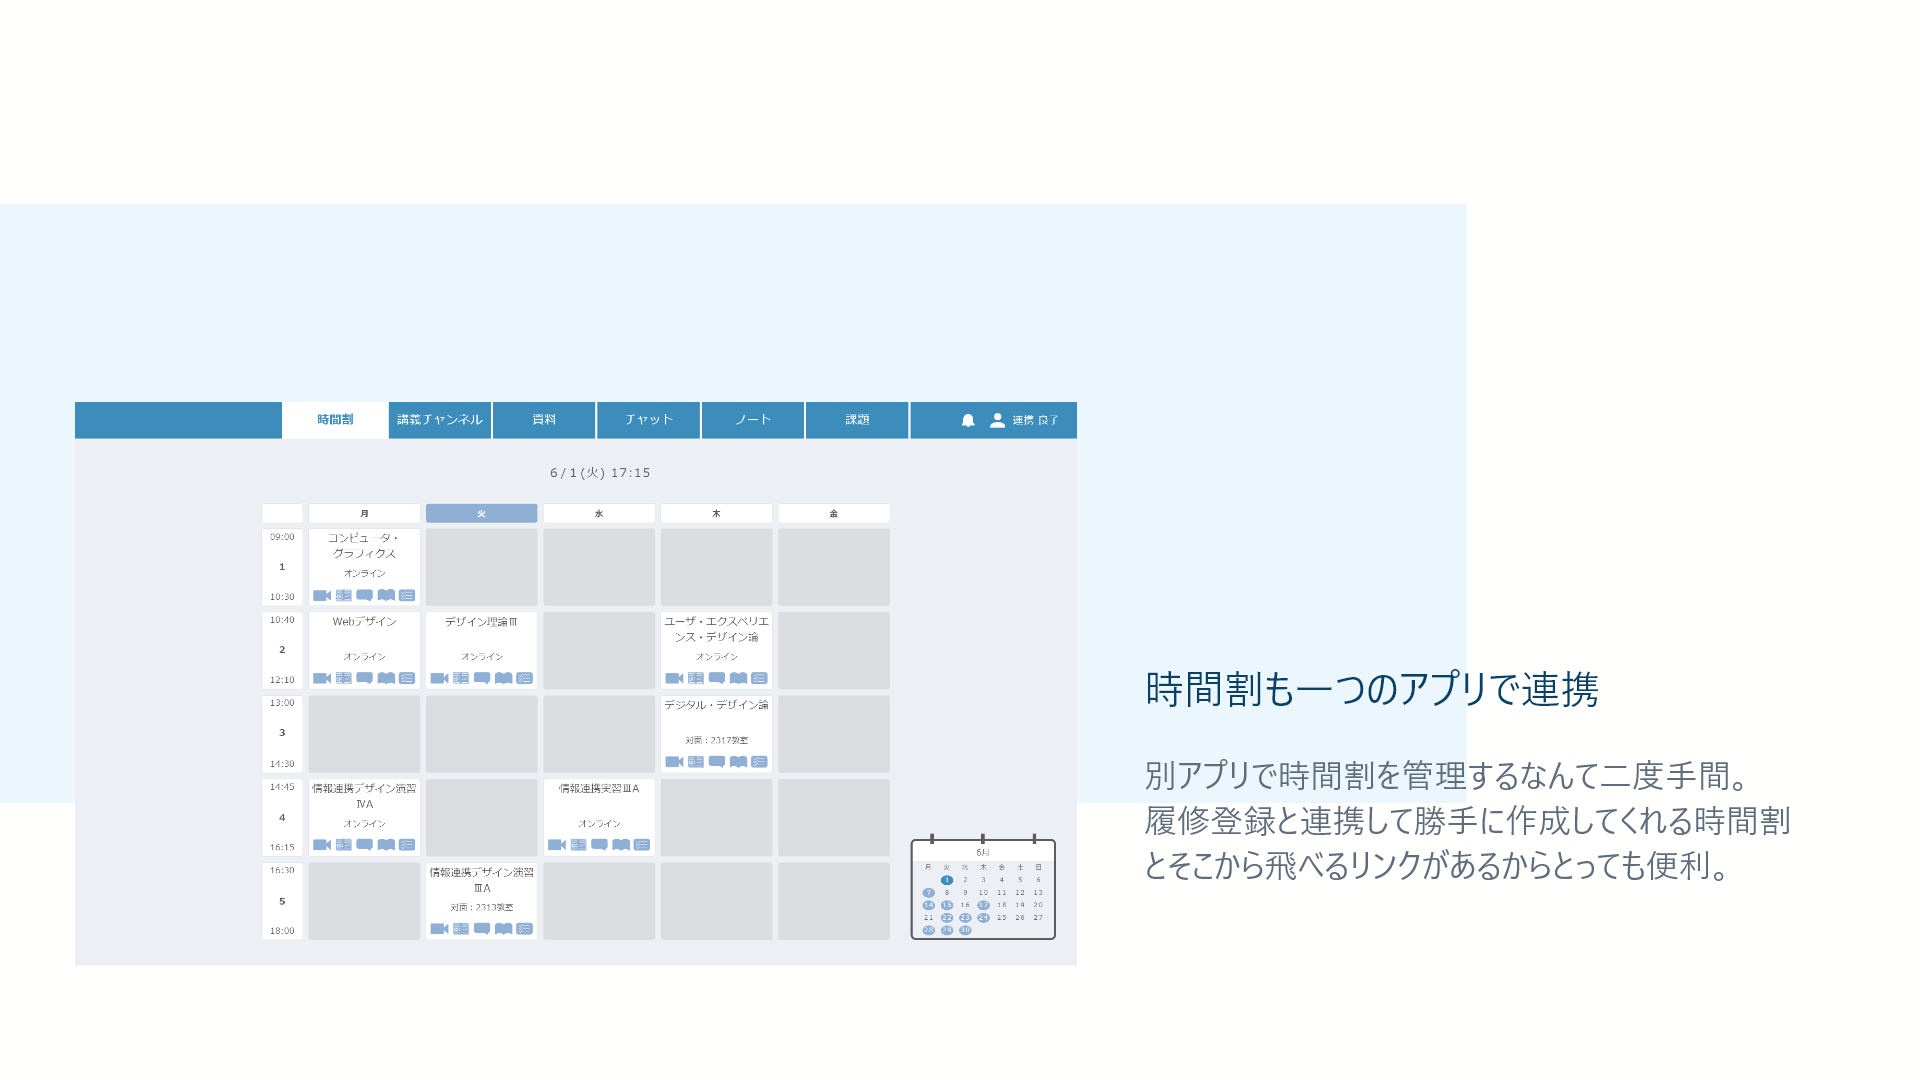 時間割 講義チャンネル 資料 チャット ノート 課題 連携 良子
6/1(火) 17:15
月 火 水 木 金
09:00
1
10:30
コンピュータ・
グラフィクス
オンライン
10:40
2
12:10
Webデザイン
オンライン
デザイン理論Ⅲ
オンライン
ユーザ・エクスペリエ
ンス・デザイン論
オンライン
13:00
3
14:30
デジタル・デザイン論
対面:2317教室
14:45
4
16:15
情報連携デザイン演習
ⅣA
オンライン
情報連携実習ⅢA
オンライン
16:30
5
18:00
情報連携デザイン演習
ⅢA
対面:2313教室
6月
月 火 水 木 金 土 日
1 2 3 4 5 6
7 8 9 10 11 12 13
14 15 16 17 18 19 20
21 22 23 24 25 26 27
28 29 30
時間割も一つのアプリで連携
別アプリで時間割を管理するなんて二度手間。
履修登録と連携して勝手に作成してくれる時間割
とそこから飛べるリンクがあるからとっても便利。